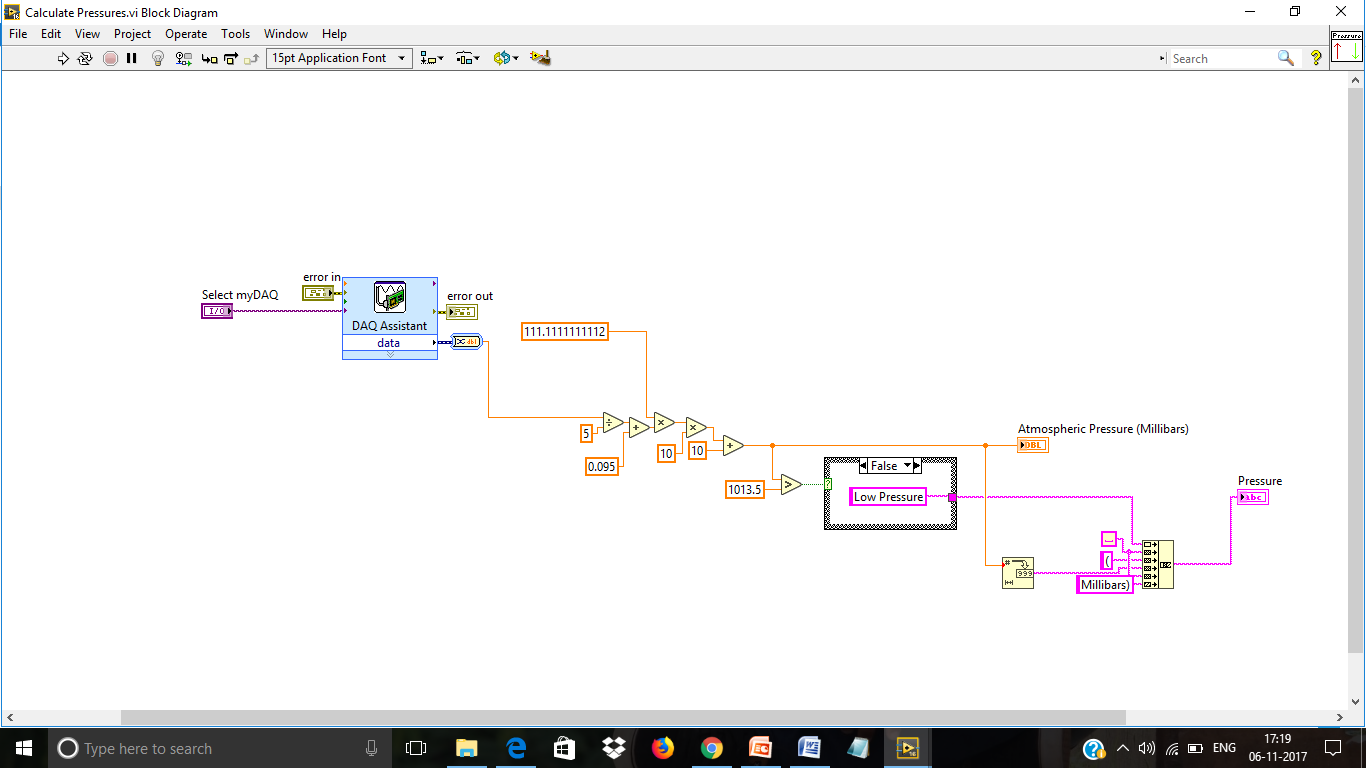 Calculate Pressures.vi Block Diagram
File Edit View Project Operate Tools Window Help
15pt Application Font
Search
?
Pressure
error in
Select myDAQ
I/O
DAQ Assistant
data
error out
dbl
111.1111111112
÷
5
+
0.095
×
10
×
10
+
Atmospheric Pressure (Millibars)
DBL
1013.5
>
False
?
Low Pressure
Pressure
abc
#
999
(
Millibars)
Type here to search
ENG
17:19
06-11-2017